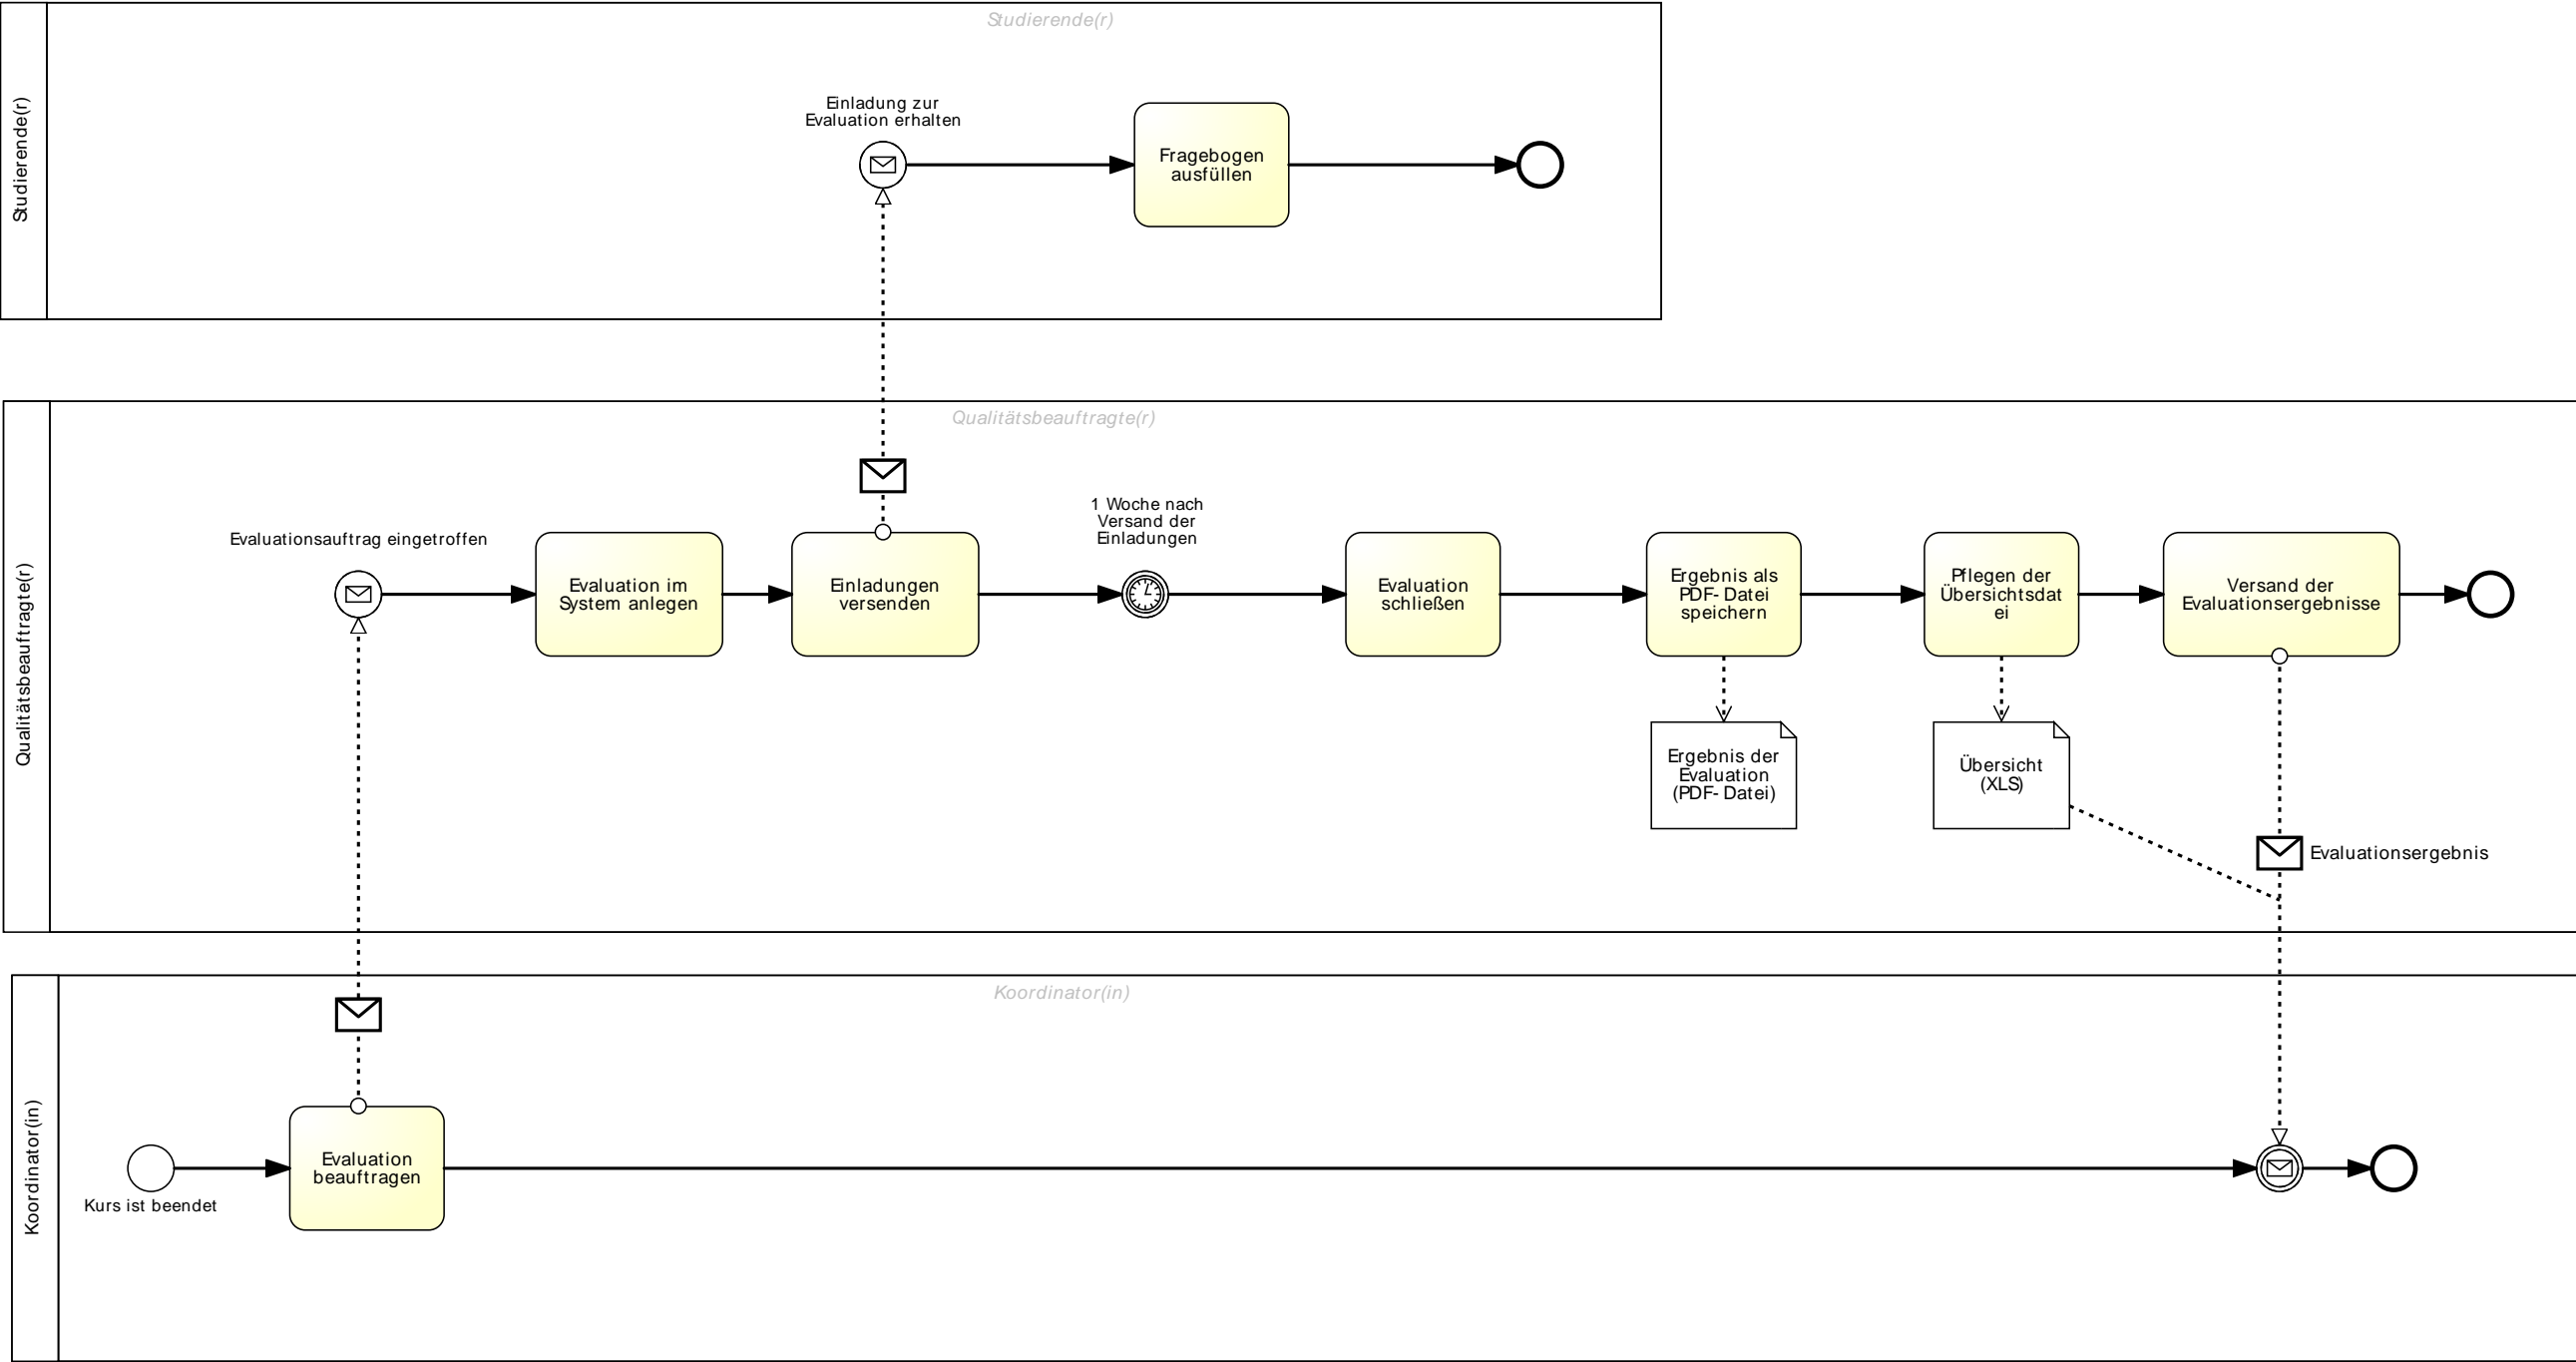 Studierende(r)
Studierende(r)
Einladung zur
Evaluation erhalten
Fragebogen
ausfüllen
Qualitätsbeauftragte(r)
Qualitätsbeauftragte(r)
Evaluationsauftrag eingetroffen
Evaluation im
System anlegen
Einladungen
versenden
1 Woche nach
Versand der
Einladungen
Evaluation
schließen
Ergebnis als
PDF- Datei
speichern
Pflegen der
Übersichtsdat
ei
Versand der
Evaluationsergebnisse
Ergebnis der
Evaluation
(PDF- Datei)
Übersicht
(XLS)
Evaluationsergebnis
Koordinator(in)
Koordinator(in)
Kurs ist beendet
Evaluation
beauftragen